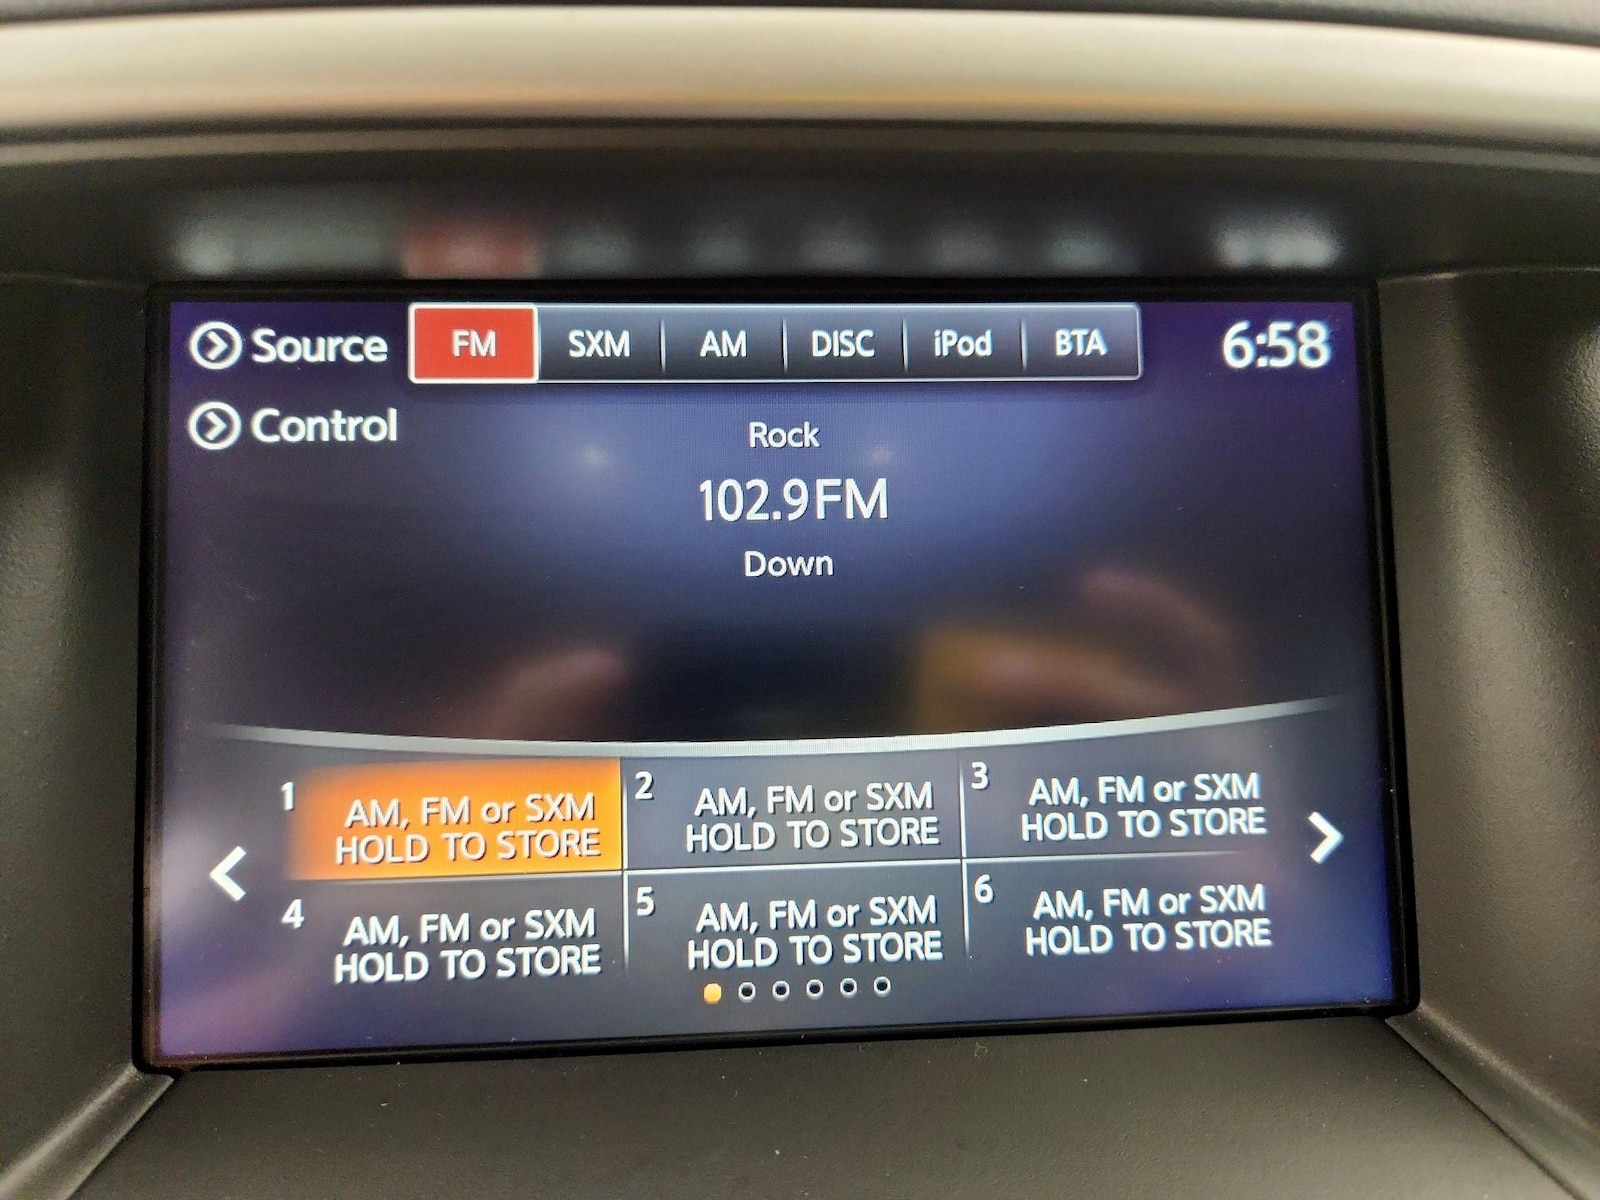 Source
FM
SXM
AM
DISC
iPod
BTA
6:58
Control
Rock
102.9FM
Down
1
AM, FM or SXM
HOLD TO STORE
2
AM, FM or SXM
HOLD TO STORE
3
AM, FM or SXM
HOLD TO STORE
4
AM, FM or SXM
HOLD TO STORE
5
AM, FM or SXM
HOLD TO STORE
6
AM, FM or SXM
HOLD TO STORE